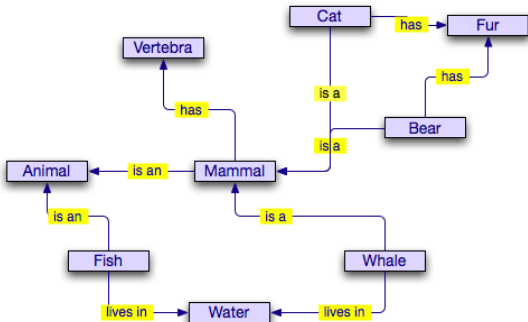 Cat
has
Fur
Vertebra
has
is a
has
Bear
is a
Animal
is an
Mammal
is an
is a
Fish
Whale
lives in
Water
lives in